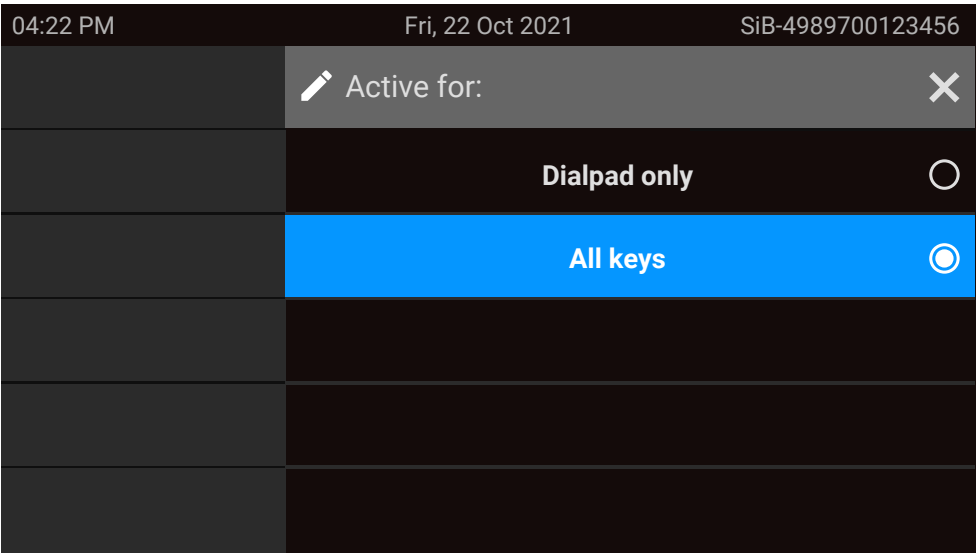 04:22 PM Fri, 22 Oct 2021 SiB-4989700123456
Active for:
Dialpad only
All keys